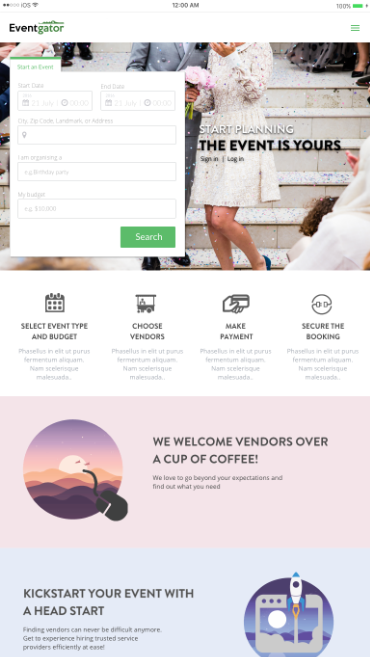 iOS
12:00 AM
100%
Eventgator
Start an Event
Start Date
End Date
23 July / 00:00
21 July / 00:00
City, Zip Code, Landmark, or Address
I am organising a
e.g.Birthday party
My budget
e.g. $10,000
Search
START PLANNING
THE EVENT IS YOURS
Sign in | Log in
SELECT EVENT TYPE
AND BUDGET
Phasellus in elit ut purus
fermentum aliquam.
Nam scelerisque
malesuada..
CHOOSE
VENDORS
Phasellus in elit ut purus
fermentum aliquam.
Nam scelerisque
malesuada..
MAKE
PAYMENT
Phasellus in elit ut purus
fermentum aliquam.
Nam scelerisque
malesuada..
SECURE THE
BOOKING
Phasellus in elit ut purus
fermentum aliquam.
Nam scelerisque
malesuada..
WE WELCOME VENDORS OVER
A CUP OF COFFEE!
We love to go beyond your expectations and
find out what you need
KICKSTART YOUR EVENT WITH
A HEAD START
Finding vendors can never be difficult anymore.
Get to experience hiring trusted service
providers efficiently at ease!